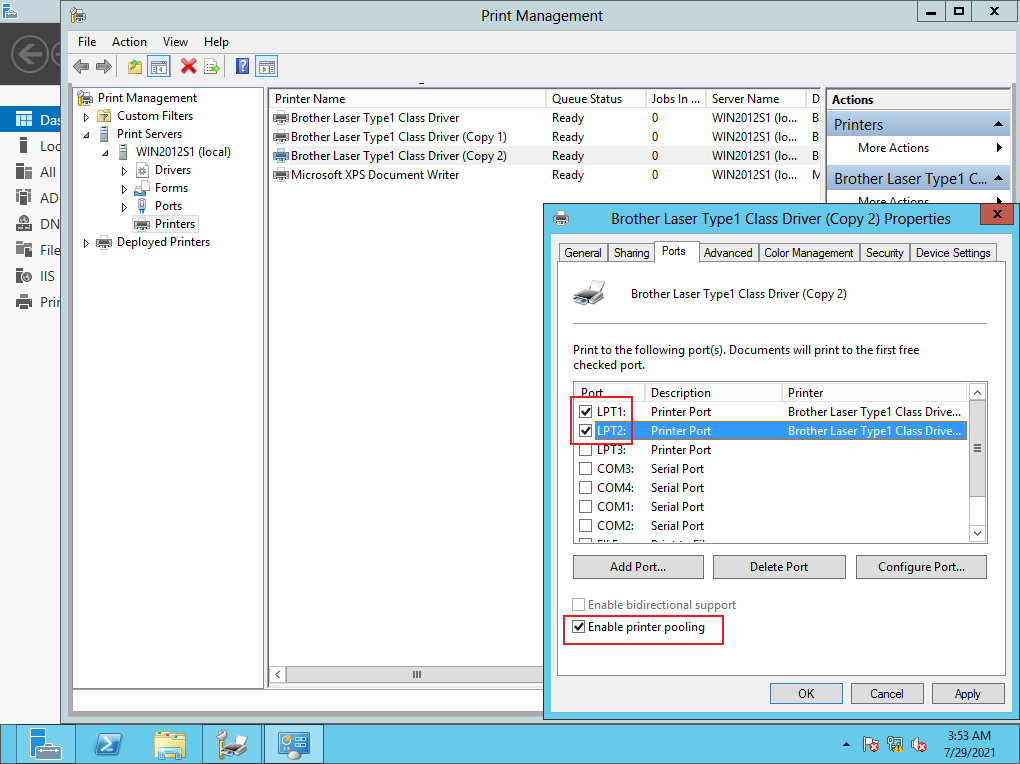 Print Management
File Action View Help
Print Management
Custom Filters
Print Servers
WIN2012S1 (local)
Drivers
Forms
Ports
Printers
Deployed Printers
Printer Name Queue Status Jobs In ... Server Name D
Brother Laser Type1 Class Driver Ready 0 WIN2012S1 (lo... B
Brother Laser Type1 Class Driver (Copy 1) Ready 0 WIN2012S1 (lo... B
Brother Laser Type1 Class Driver (Copy 2) Ready 0 WIN2012S1 (lo... B
Microsoft XPS Document Writer Ready 0 WIN2012S1 (lo... M
Actions
Printers
More Actions
Brother Laser Type1 C...
More Actions
Das
Loc
All
AD
DN
File
IIS
Prir
Brother Laser Type1 Class Driver (Copy 2) Properties
General Sharing Ports Advanced Color Management Security Device Settings
Brother Laser Type1 Class Driver (Copy 2)
Print to the following port(s). Documents will print to the first free
checked port.
Port Description Printer
LPT1: Printer Port Brother Laser Type1 Class Drive...
LPT2: Printer Port Brother Laser Type1 Class Drive...
LPT3: Printer Port
COM3: Serial Port
COM4: Serial Port
COM1: Serial Port
COM2: Serial Port
Add Port... Delete Port Configure Port...
Enable bidirectional support
Enable printer pooling
OK Cancel Apply
3:53 AM
7/29/2021